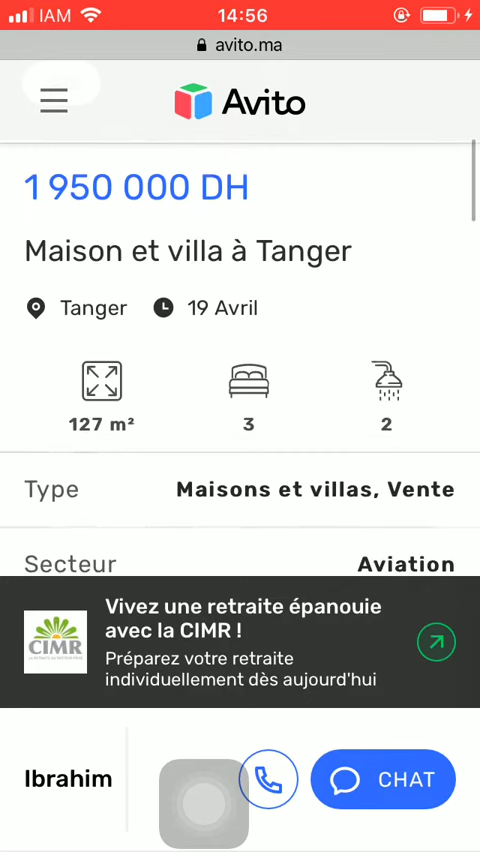 IAM 14:56
avito.ma
Avito
1 950 000 DH
Maison et villa à Tanger
Tanger 19 Avril
127 m² 3 2
Type Maisons et villas, Vente
Secteur Aviation
Vivez une retraite épanouie
avec la CIMR !
CIMR
Préparez votre retraite
individuellement dès aujourd'hui
Ibrahim CHAT